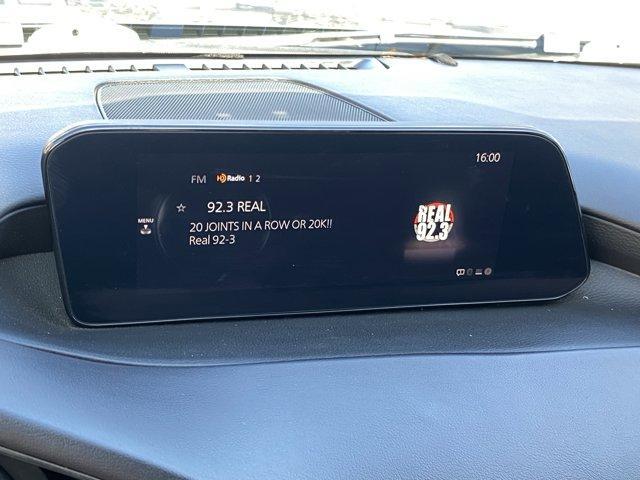 16:00
FM HD Radio 1 2
☆ 92.3 REAL
MENU
20 JOINTS IN A ROW OR 20K!!
Real 92-3
REAL
92.3